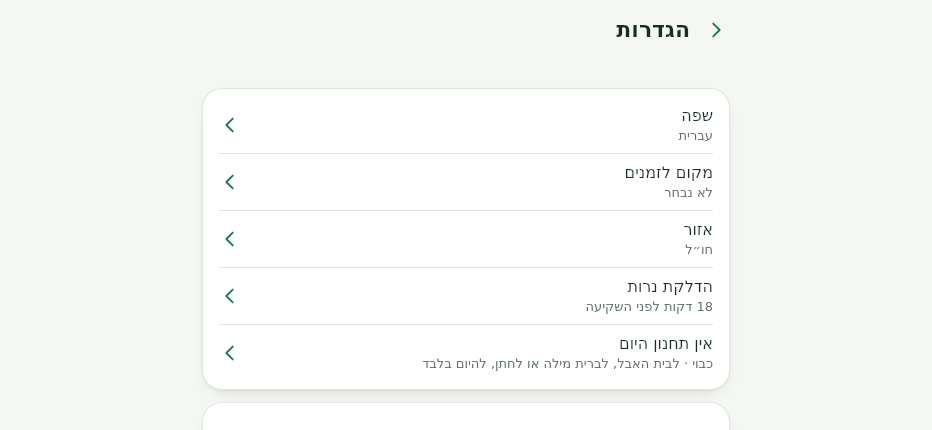 הגדרות
שפה
עברית
מקום לזמנים
לא נבחר
אזור
חו״ל
הדלקת נרות
18 דקות לפני השקיעה
אין תחנון היום
כבוי · לבית האבל, לברית מילה או לחתן, להיום בלבד